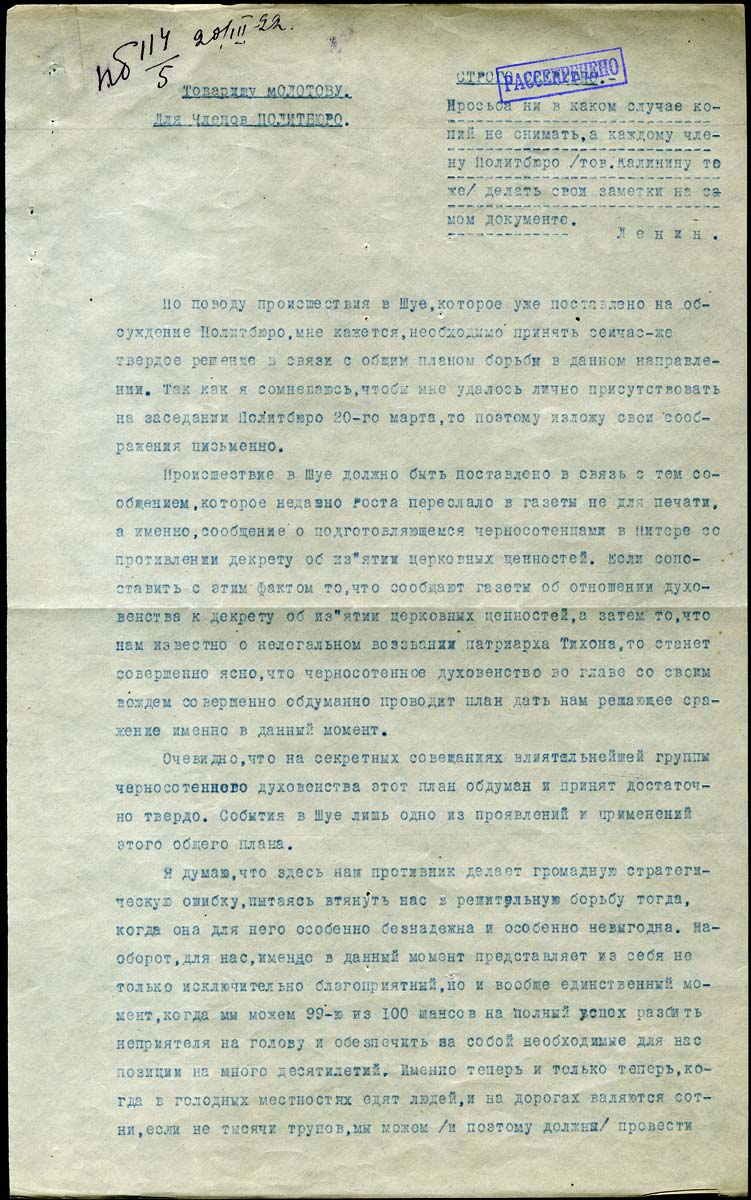 пб 114/5 20/III-22.
СТРОГО СЕКРЕТНО.-
РАССЕКРЕЧЕНО
Товарищу МОЛОТОВУ.
Для Членов ПОЛИТБЮРО.
Просьба ни в каком случае ко-
пий не снимать,а каждому чле-
ну Политбюро /тов.Калинину то
же/ делать свои заметки на са-
мом документе.
Ленин.
По поводу происшествия в Шуе,которое уже поставлено на об-
суждение Политбюро,мне кажется,необходимо принять сейчас-же
твердое решение в связи с общим планом борьбы в данном направле-
нии. Так как я сомневаюсь,чтобы мне удалось лично присутствовать
на заседании Политбюро 20-го марта,то поэтому изложу свои сооб-
ражения письменно.
Происшествие в Шуе должно быть поставлено в связь с тем со-
общением,которое недавно Роста переслало в газеты не для печати,
а именно,сообщение о подготовляющемся черносотенцами в Питере со
противлении декрету об из"ятии церковных ценностей. Если сопо-
ставить с этим фактом то,что сообщают газеты об отношении духо-
венства к декрету об из"ятии церковных ценностей,а затем то,что
нам известно о нелегальном воззвании патриарха Тихона,то станет
совершенно ясно,что черносотенное духовенство во главе со своим
вождем совершенно обдуманно проводит план дать нам решающее сра-
жение именно в данный момент.
Очевидно,что на секретных совещаниях влиятельнейшей группы
черносотенного духовенства этот план обдуман и принят достаточ-
но твердо. События в Шуе лишь одно из проявлений и применений
этого общего плана.
Я думаю,что здесь наш противник делает громадную стратеги-
ческую ошибку,пытаясь втянуть нас в решительную борьбу тогда,
когда она для него особенно безнадежна и особенно невыгодна. На-
оборот,для нас,именно в данный момент представляет из себя не
только исключительно благоприятный,но и вообще единственный мо-
мент,когда мы можем 99-ю из 100 шансов на полный успех разбить
неприятеля на голову и обеспечить за собой необходимые для нас
позиции на много десятилетий. Именно теперь и только теперь,ко-
гда в голодных местностях едят людей,и на дорогах валяются сот-
ни,если не тысячи трупов,мы можем /и поэтому должны/ провести